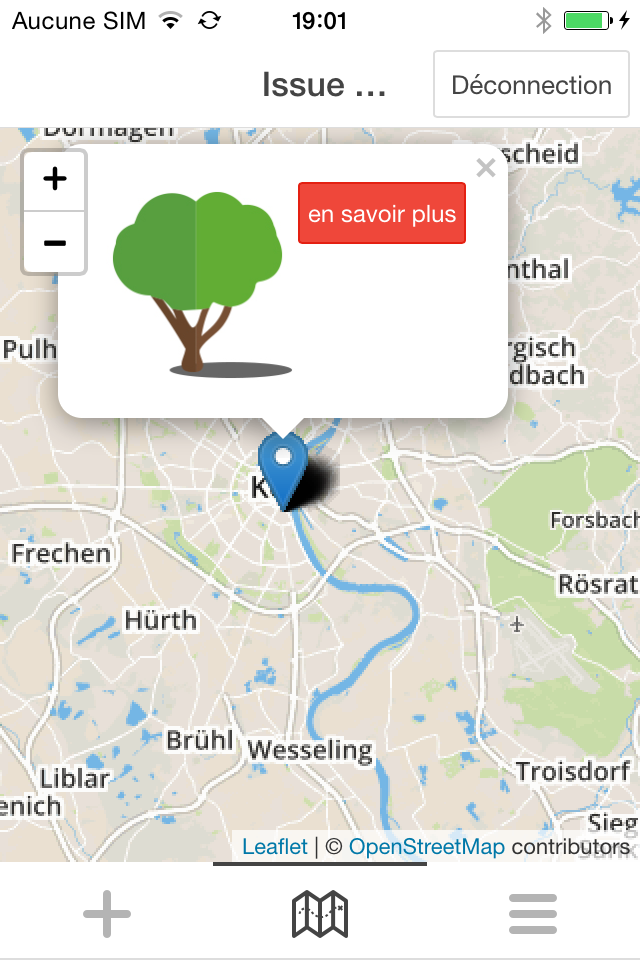 Aucune SIM 19:01
Issue ... Déconnection
Dormagen
+
scheid
en savoir plus
−
nthal
Pulh
rgisch
dbach
K
Forsbach
Frechen
Rösrat
Hürth
Brühl
Wesseling
Troisdorf
Liblar
enich
Sieg
Leaflet | © OpenStreetMap contributors